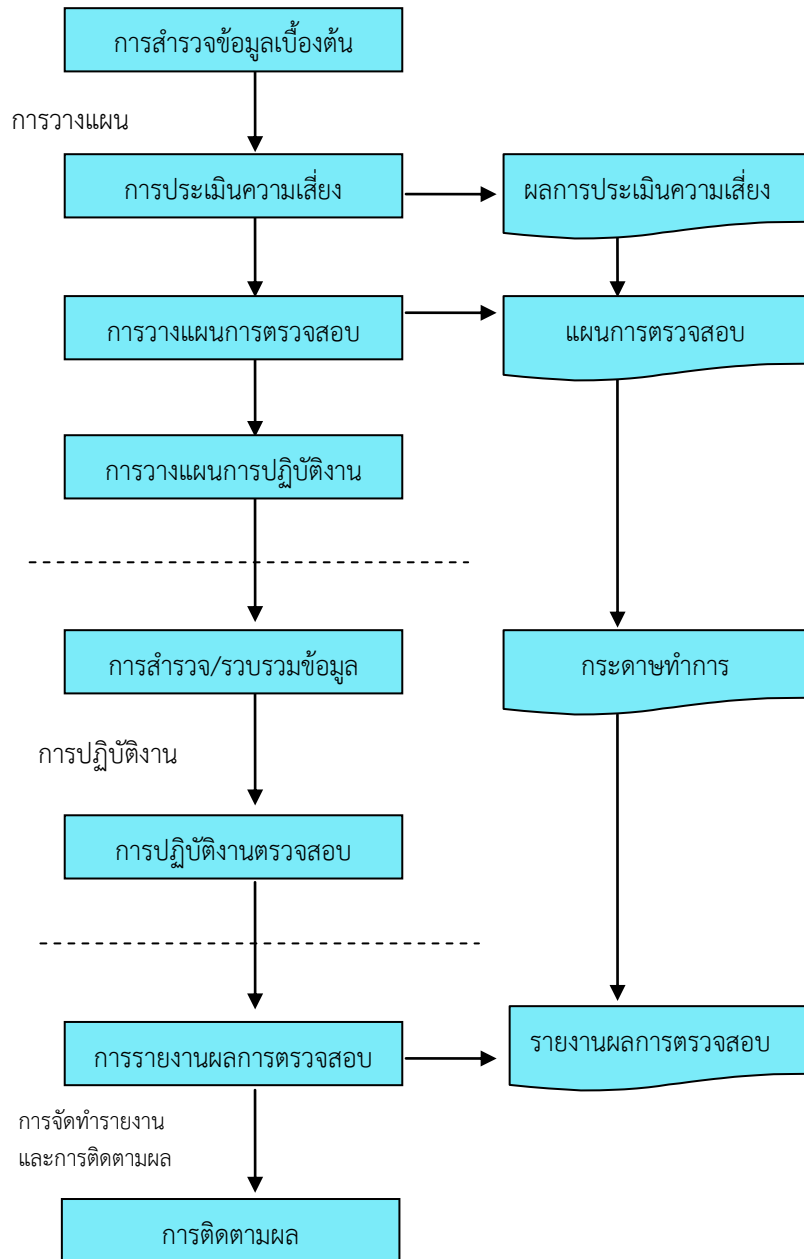 การสำรวจข้อมูลเบื้องต้น
การวางแผน
การประเมินความเสี่ยง
ผลการประเมินความเสี่ยง
การวางแผนการตรวจสอบ
แผนการตรวจสอบ
การวางแผนการปฏิบัติงาน
การสำรวจ/รวบรวมข้อมูล
กระดาษทำการ
การปฏิบัติงาน
การปฏิบัติงานตรวจสอบ
การรายงานผลการตรวจสอบ
รายงานผลการตรวจสอบ
การจัดทำรายงาน
และการติดตามผล
การติดตามผล